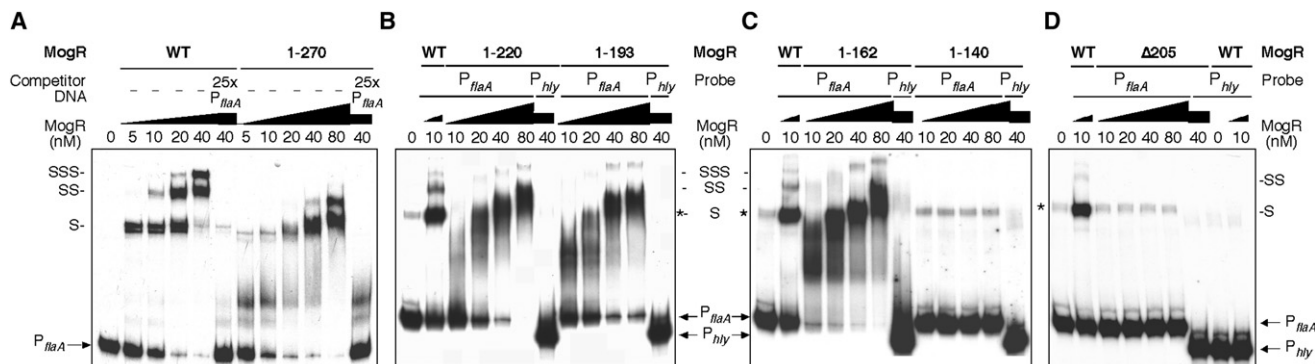 A
MogR WT 1-270
Competitor DNA – – – – – 25x PflaA – – – – – 25x PflaA
MogR (nM) 0 5 10 20 40 40 5 10 20 40 80 40
SSS-
SS-
S-
PflaA
B
WT 1-220 1-193 MogR
PflaA Phly PflaA Phly Probe
0 10 10 20 40 80 40 10 20 40 80 40 MogR (nM)
- SSS -
- SS -
*- S *
PflaA
Phly
C
WT 1-162 1-140
PflaA Phly PflaA Phly
0 10 10 20 40 80 40 10 20 40 80 40
D
WT Δ205 WT MogR
PflaA Phly Probe
0 10 10 20 40 80 0 10 MogR (nM)
-SS
* -S
PflaA
Phly